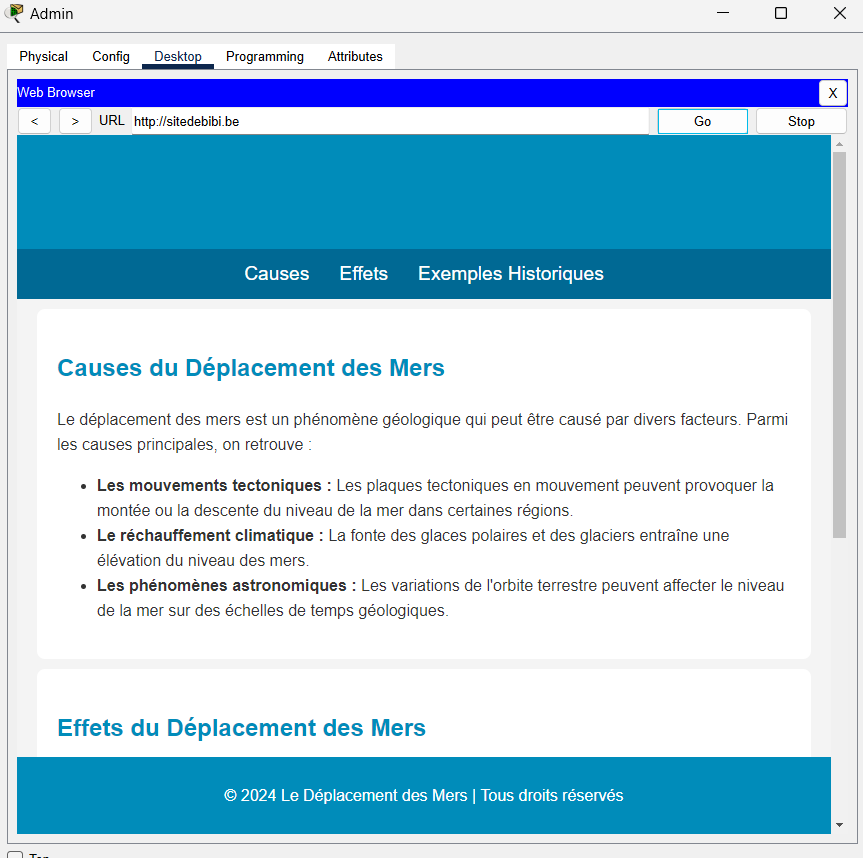 Admin
Physical Config Desktop Programming Attributes
Web Browser X
< > URL http://sitedebibi.be Go Stop
Causes Effets Exemples Historiques
Causes du Déplacement des Mers
Le déplacement des mers est un phénomène géologique qui peut être causé par divers facteurs. Parmi
les causes principales, on retrouve :
• Les mouvements tectoniques : Les plaques tectoniques en mouvement peuvent provoquer la
montée ou la descente du niveau de la mer dans certaines régions.
• Le réchauffement climatique : La fonte des glaces polaires et des glaciers entraîne une
élévation du niveau des mers.
• Les phénomènes astronomiques : Les variations de l'orbite terrestre peuvent affecter le niveau
de la mer sur des échelles de temps géologiques.
Effets du Déplacement des Mers
© 2024 Le Déplacement des Mers | Tous droits réservés